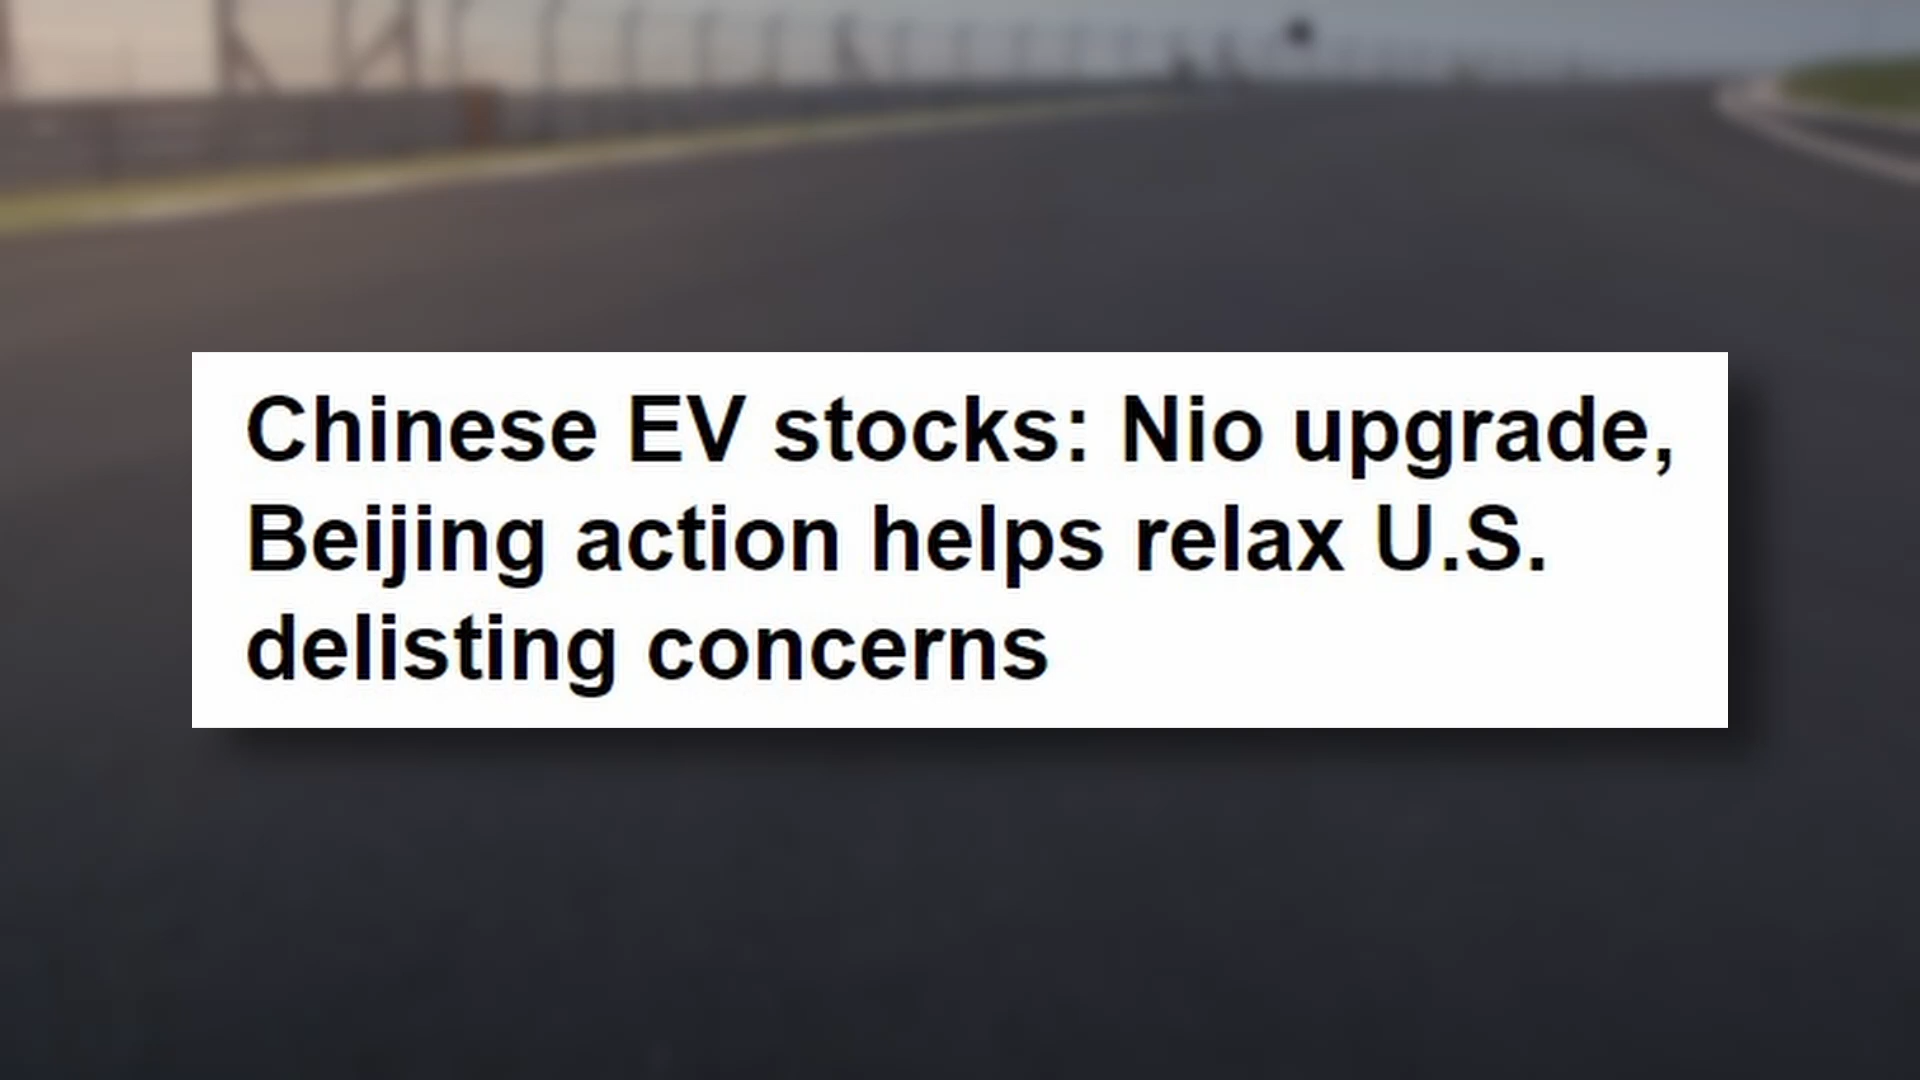 Chinese EV stocks: Nio upgrade,
Beijing action helps relax U.S.
delisting concerns